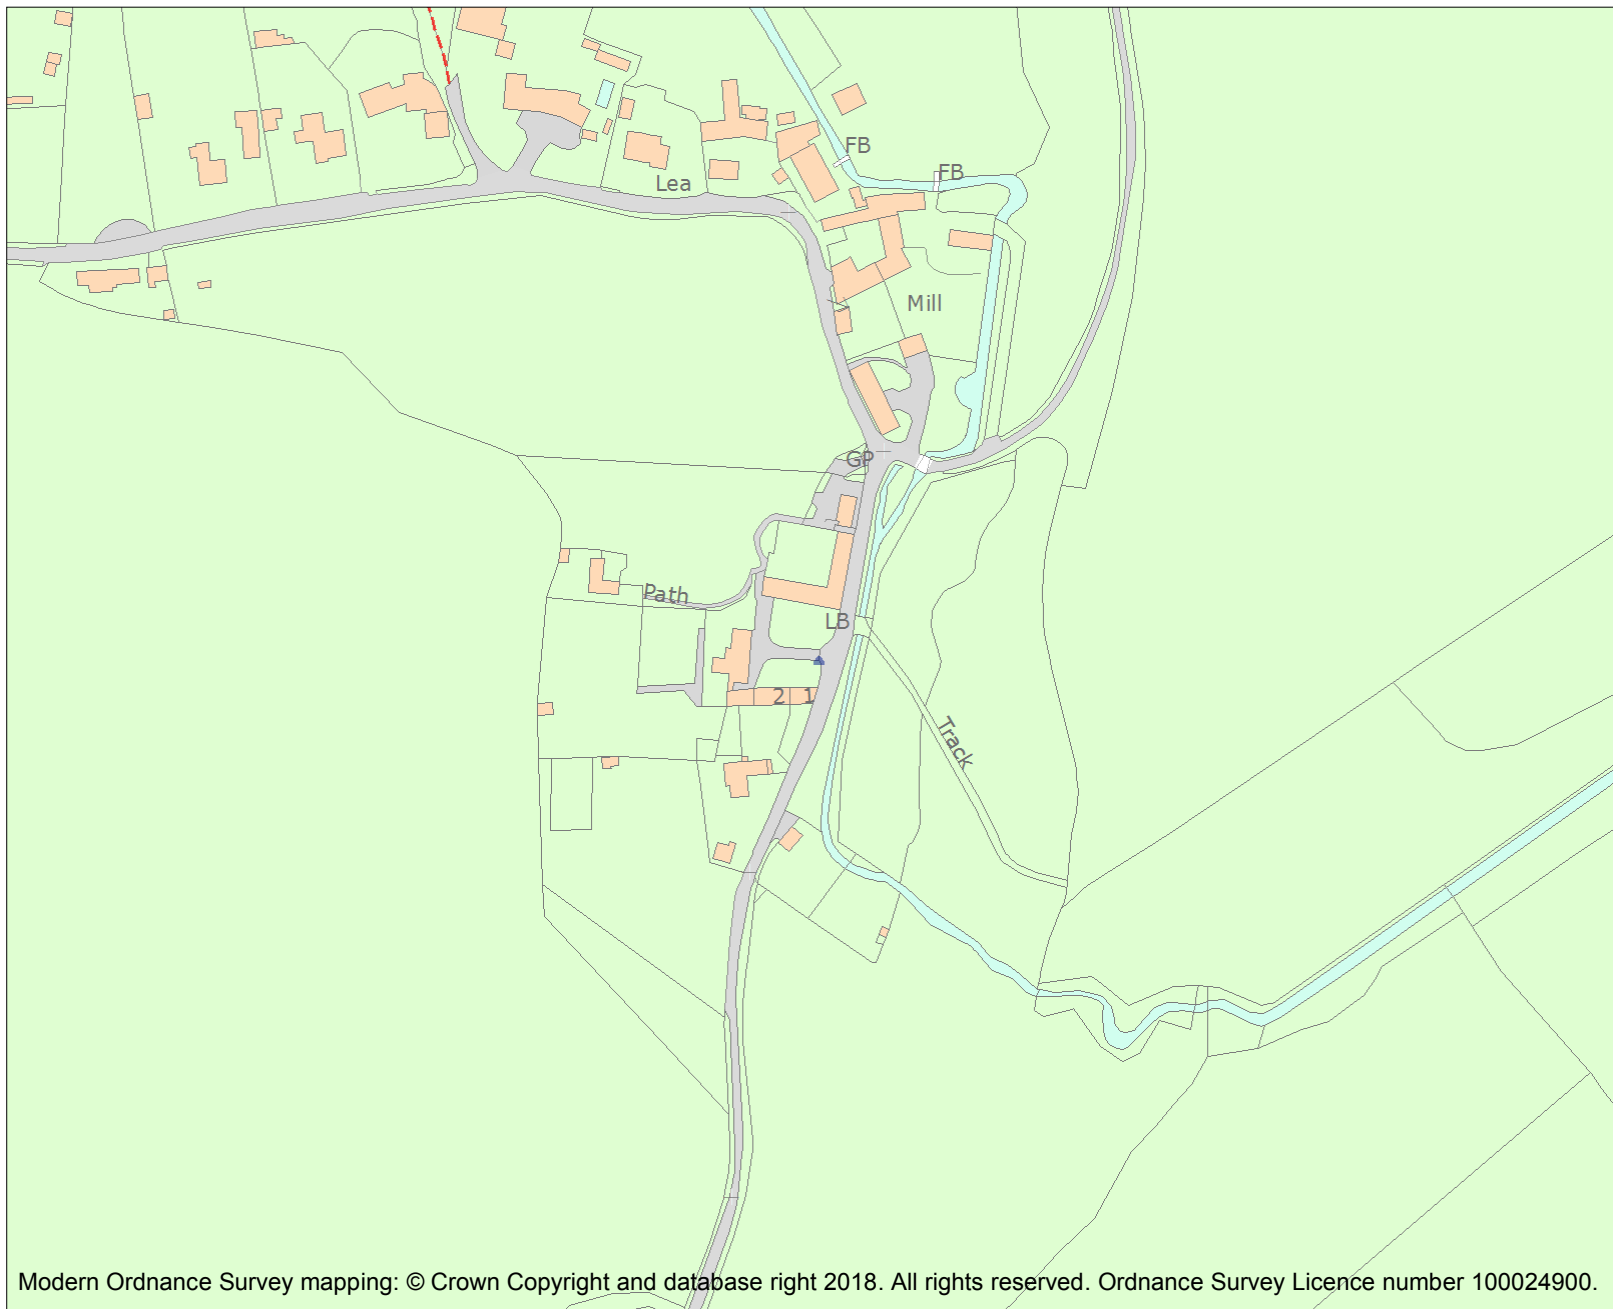 FB
FB
Lea
Mill
GP
Path
LB
2 1
Track
Modern Ordnance Survey mapping: © Crown Copyright and database right 2018. All rights reserved. Ordnance Survey Licence number 100024900.